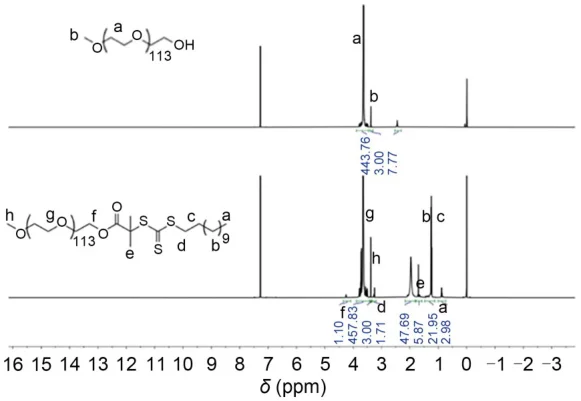 b
a
O
O
OH
113
a
b
443.76
3.00
7.77
h
g
f
O
c
a
O
O
O
S
S
113
9
S
e
d
b
g
h
b
c
e
f
d
a
1.10
457.83
3.00
1.71
47.69
5.87
21.95
2.98
16 15 14 13 12 11 10 9 8 7 6 5 4 3 2 1 0 −1 −2 −3
δ (ppm)